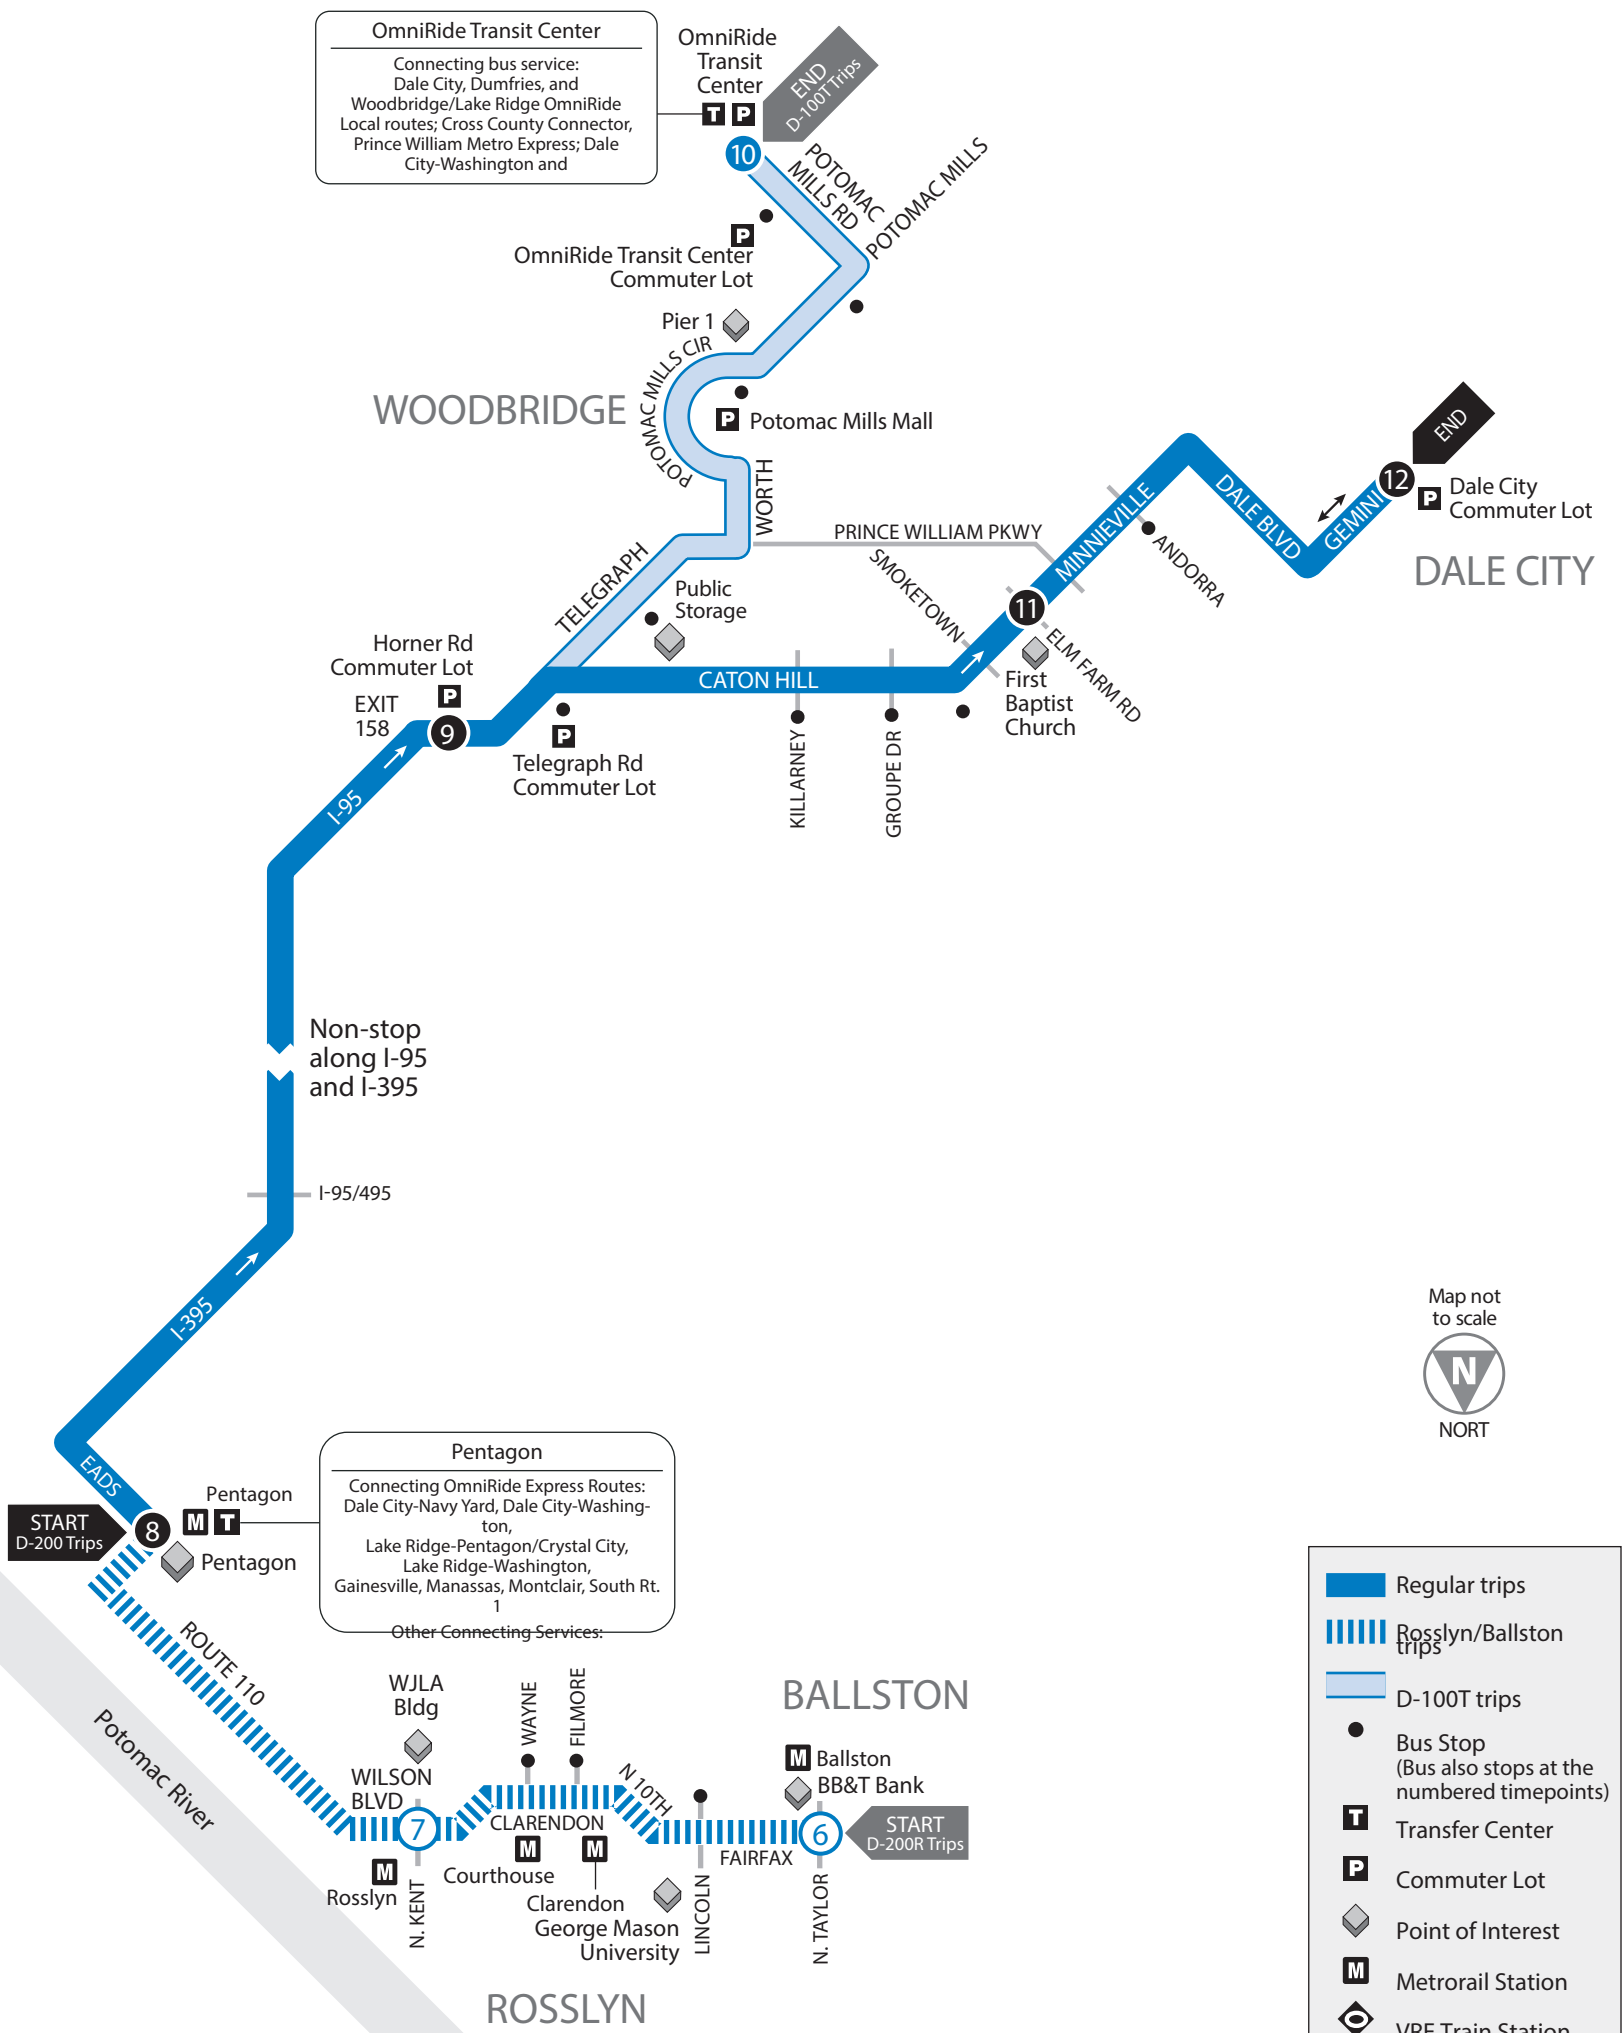 OmniRide Transit Center
Connecting bus service:
Dale City, Dumfries, and
Woodbridge/Lake Ridge OmniRide
Local routes; Cross County Connector,
Prince William Metro Express; Dale
City-Washington and
OmniRide
Transit
Center
T P
END
D-100T Trips
10
POTOMAC
MILLS RD
POTOMAC MILLS
P
OmniRide Transit Center
Commuter Lot
Pier 1
POTOMAC MILLS CIR
WOODBRIDGE
P Potomac Mills Mall
WORTH
END
12
P
Dale City
Commuter Lot
DALE CITY
GEMINI
DALE BLVD
MINNIEVILLE
ANDORRA
PRINCE WILLIAM PKWY
SMOKETOWN
TELEGRAPH
Public
Storage
11
ELM FARM RD
First
Baptist
Church
Horner Rd
Commuter Lot
P
EXIT
158
9
CATON HILL
P
Telegraph Rd
Commuter Lot
KILLARNEY
GROUPE DR
I-95
Non-stop
along I-95
and I-395
I-95/495
I-395
Map not
to scale
N
NORT
EADS
Pentagon
M T
START
D-200 Trips
8
Pentagon
Pentagon
Connecting OmniRide Express Routes:
Dale City-Navy Yard, Dale City-Washing-
ton,
Lake Ridge-Pentagon/Crystal City,
Lake Ridge-Washington,
Gainesville, Manassas, Montclair, South Rt.
1
Other Connecting Services:
ROUTE 110
Potomac River
WJLA
Bldg
WILSON
BLVD
7
M
Rosslyn
N. KENT
WAYNE
FILMORE
CLARENDON
M
Courthouse
M
Clarendon
George Mason
University
N 10TH
LINCOLN
FAIRFAX
BALLSTON
M Ballston
BB&T Bank
6
START
D-200R Trips
N. TAYLOR
ROSSLYN
Regular trips
Rosslyn/Ballston
trips
D-100T trips
Bus Stop
(Bus also stops at the
numbered timepoints)
T Transfer Center
P Commuter Lot
Point of Interest
M Metrorail Station
VRE Train Station